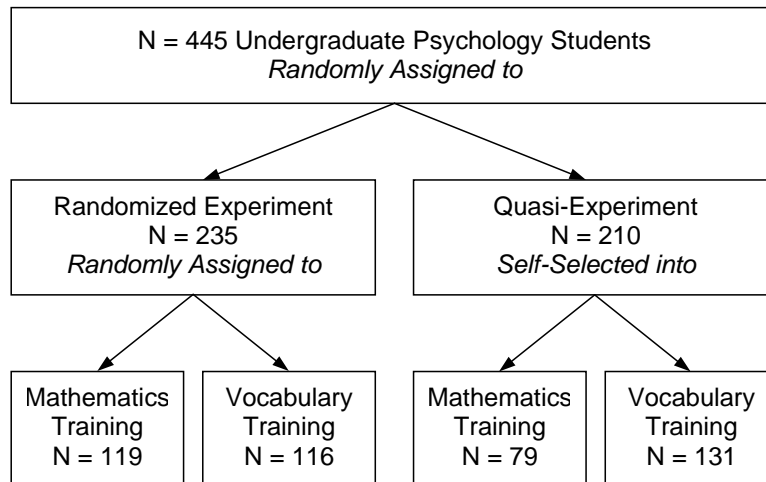 N = 445 Undergraduate Psychology Students
Randomly Assigned to
Randomized Experiment
N = 235
Randomly Assigned to
Quasi-Experiment
N = 210
Self-Selected into
Mathematics
Training
N = 119
Vocabulary
Training
N = 116
Mathematics
Training
N = 79
Vocabulary
Training
N = 131